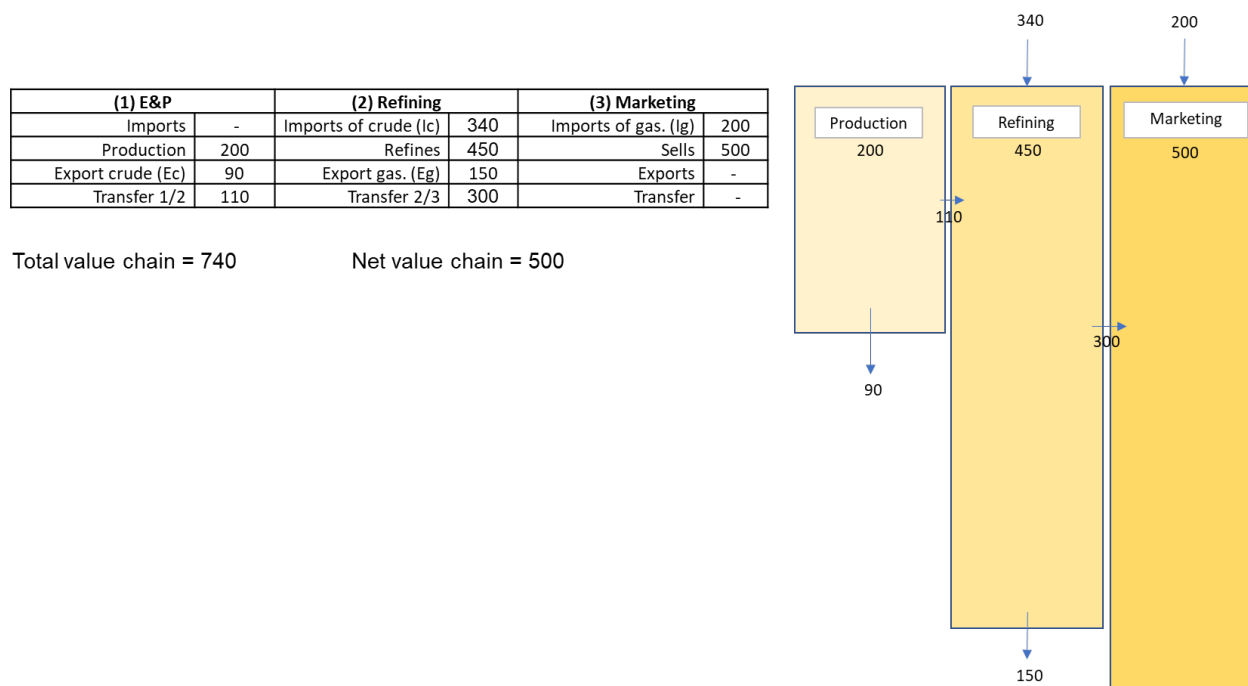 340 200
(1) E&P (2) Refining (3) Marketing
Imports - Imports of crude (Ic) 340 Imports of gas. (Ig) 200
Production 200 Refines 450 Sells 500
Export crude (Ec) 90 Export gas. (Eg) 150 Exports -
Transfer 1/2 110 Transfer 2/3 300 Transfer -
Production Refining Marketing
200 450 500
110
Total value chain = 740 Net value chain = 500
300
90
150